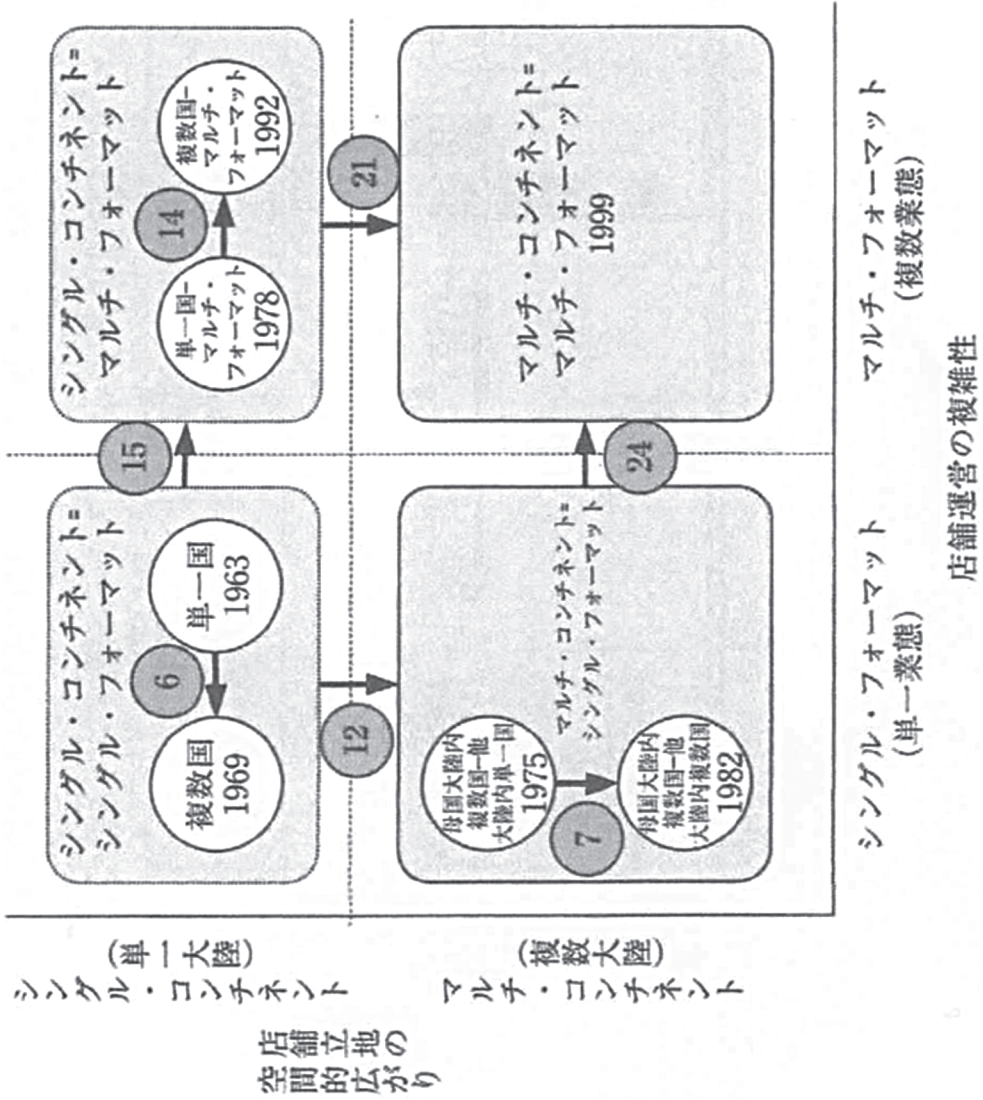 シングル・コンチネント=
シングル・フォーマット
複数国
1969
6
単一国
1963
15
シングル・コンチネント=
マルチ・フォーマット
単一国-
マルチ・
フォーマット
1978
14
複数国-
マルチ・
フォーマット
1992
12
21
母国大陸内
複数国-他
大陸内単一国
1975
7
母国大陸内
複数国-他
大陸内複数国
1982
マルチ・コンチネント=
シングル・フォーマット
24
マルチ・コンチネント=
マルチ・フォーマット
1999
店舗立地の
空間的広がり
シングル・コンチネント
(単一大陸)
マルチ・コンチネント
(複数大陸)
シングル・フォーマット
(単一業態)
マルチ・フォーマット
(複数業態)
店舗運営の複雑性